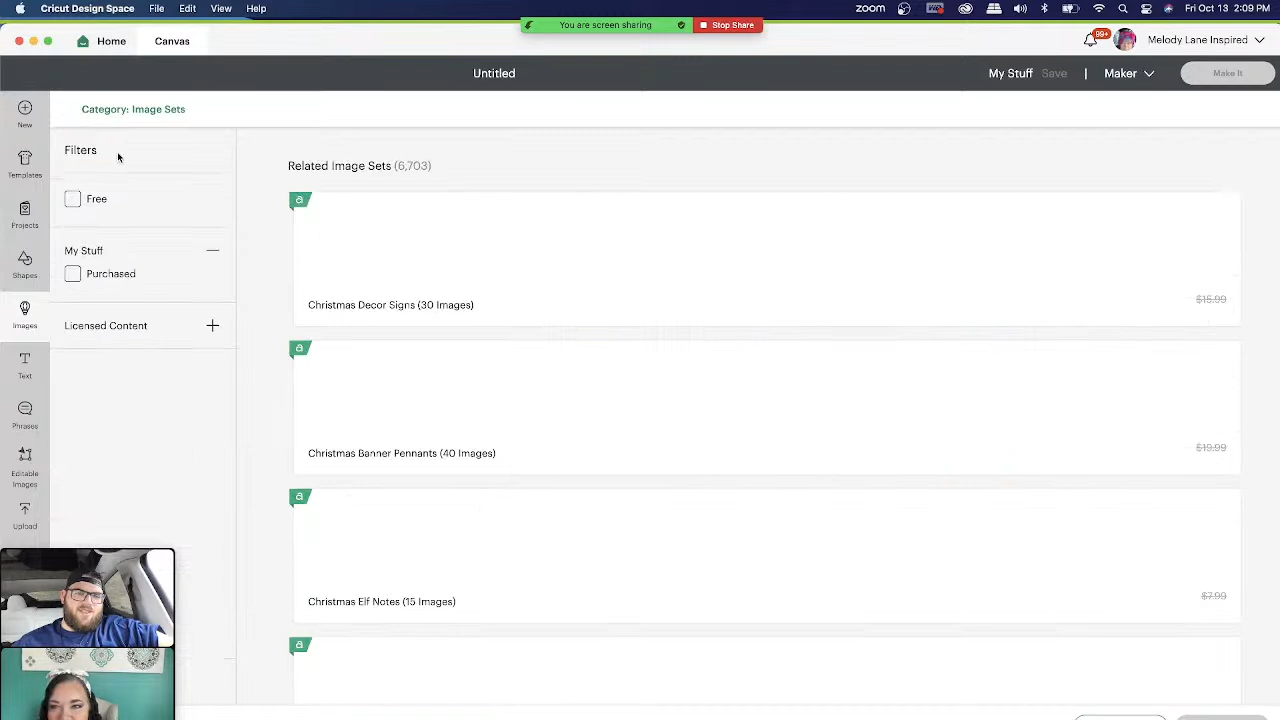 Cricut Design Space File Edit View Help
zoom Fri Oct 13 2:09 PM
You are screen sharing Stop Share
Home Canvas
99+ Melody Lane Inspired
Untitled
My Stuff Save | Maker Make It
New
Templates
Projects
Shapes
Images
Text
Phrases
Editable
Images
Upload
Category: Image Sets
Filters
Free
My Stuff
Purchased
Licensed Content
Related Image Sets (6,703)
a
Christmas Decor Signs (30 Images) $15.99
a
Christmas Banner Pennants (40 Images) $19.99
a
Christmas Elf Notes (15 Images) $7.99
a